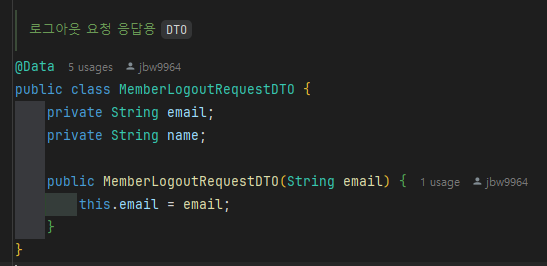 로그아웃 요청 응답용 DTO
@Data 5 usages jbw9964
public class MemberLogoutRequestDTO {
private String email;
private String name;
public MemberLogoutRequestDTO(String email) { 1 usage jbw9964
this.email = email;
}
}